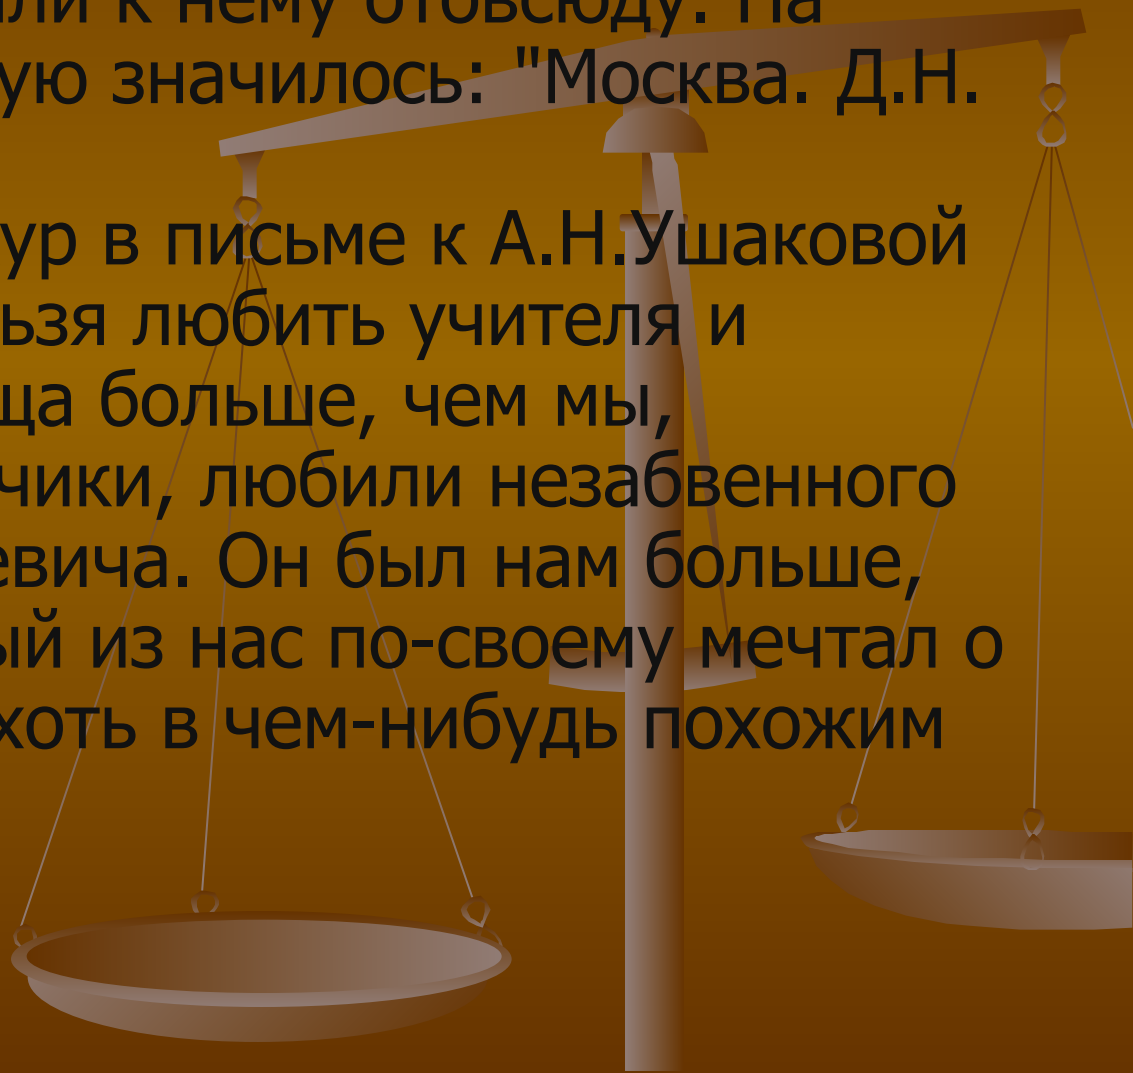 ли к нему отовсюду. На
ую значилось: "Москва. Д.Н.
ур в письме к А.Н.Ушаковой
ьзя любить учителя и
ща больше, чем мы,
чики, любили незабвенного
евича. Он был нам больше,
ый из нас по-своему мечтал о
хоть в чем-нибудь похожим